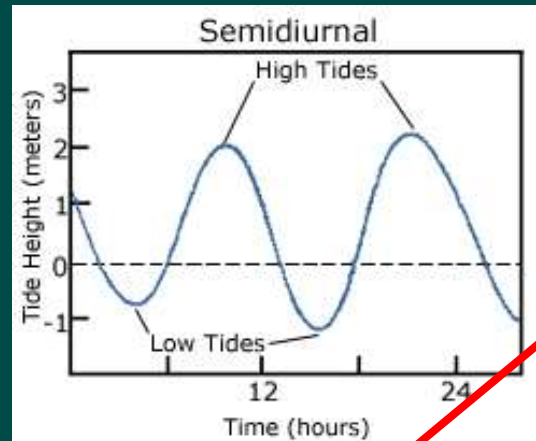 Semidiurnal
High Tides
3
2
1
0
-1
Tide Height (meters)
Low Tides
12
24
Time (hours)